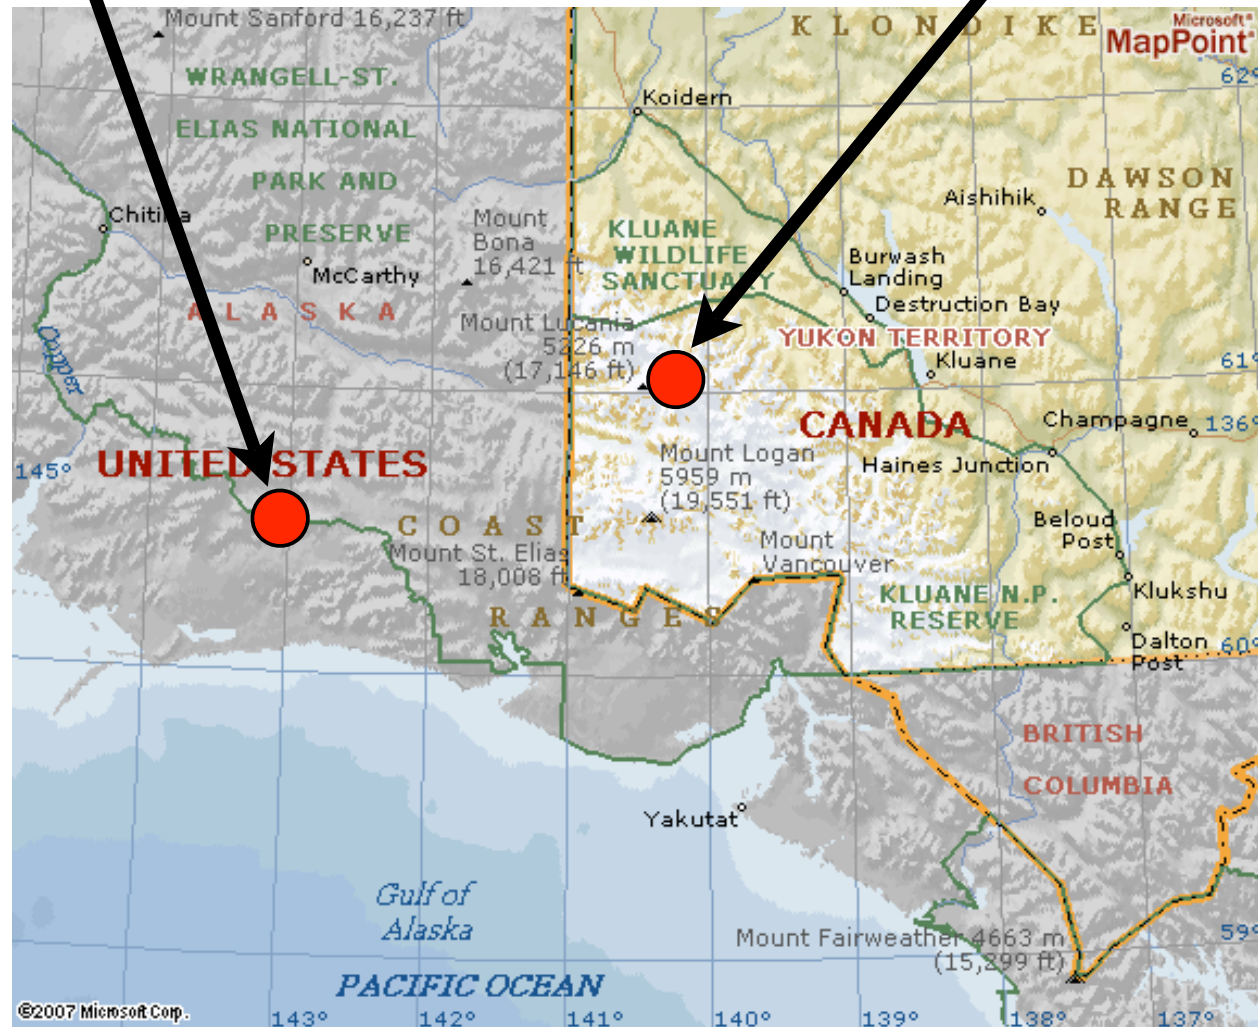 Mount Sanford 16,237 ft
KLONDIKE
Microsoft®
MapPoint®
62°
WRANGELL-ST.
ELIAS NATIONAL
PARK AND
PRESERVE
Koidern
DAWSON
RANGE
Aishihik
Chitina
McCarthy
Mount
Bona
16,421 ft
KLUANE
WILDLIFE
SANCTUARY
Burwash
Landing
Destruction Bay
ALASKA
Mount Lucania
5226 m
(17,146 ft)
YUKON TERRITORY
Kluane
61°
Copper
CANADA
Champagne
136°
145°
UNITED STATES
Mount Logan
5959 m
(19,551 ft)
Haines Junction
COAST
RANGES
Mount St. Elias
18,008 ft
Mount
Vancouver
Beloud
Post
KLUANE N.P.
RESERVE
Klukshu
Dalton
Post
60°
BRITISH
COLUMBIA
Yakutat
Gulf of
Alaska
Mount Fairweather 4663 m
(15,299 ft)
59°
PACIFIC OCEAN
©2007 Microsoft Corp.
143°
142°
141°
140°
139°
138°
137°